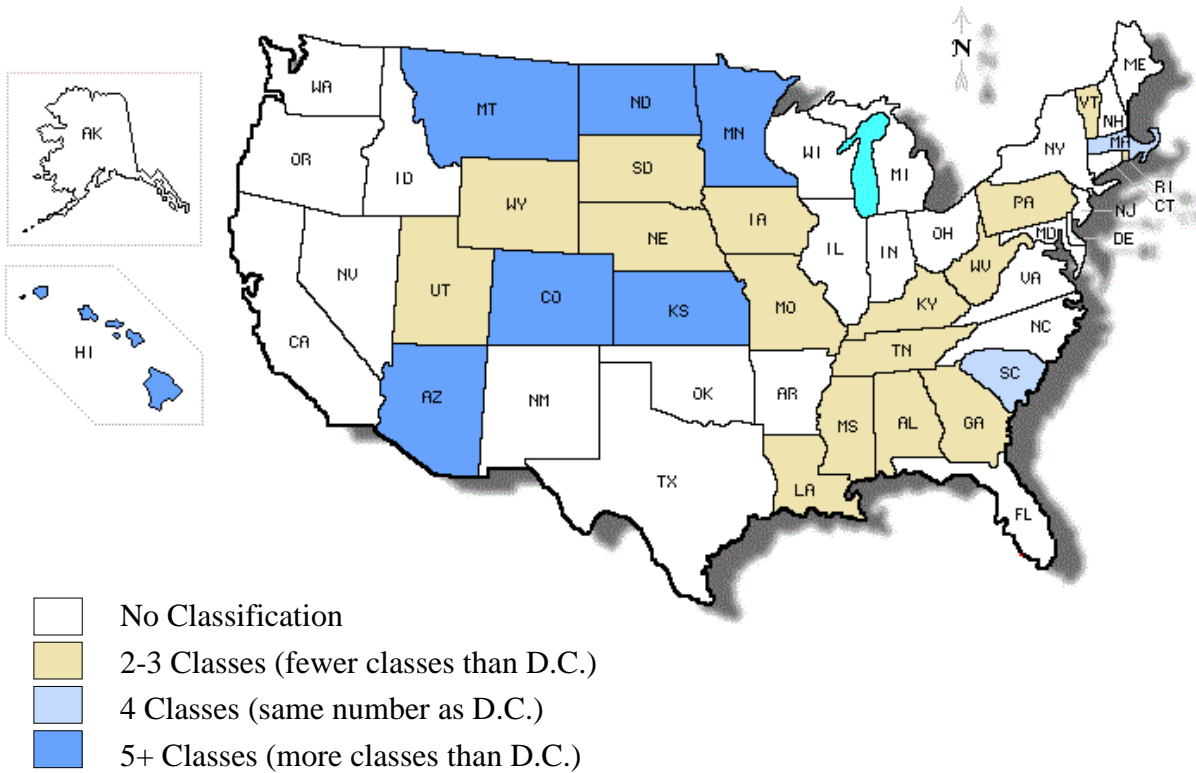 N
ME
WA
MT
ND
VT
AK
MN
NH
OR
MA
WI
NY
ID
SD
MI
RI
WY
CT
PA
NJ
IA
NE
OH
MD
DE
IL
IN
NV
WV
UT
VA
CO
KS
MO
KY
NC
CA
HI
TN
SC
AZ
OK
AR
NM
MS
AL
GA
TX
LA
FL
No Classification
2-3 Classes (fewer classes than D.C.)
4 Classes (same number as D.C.)
5+ Classes (more classes than D.C.)